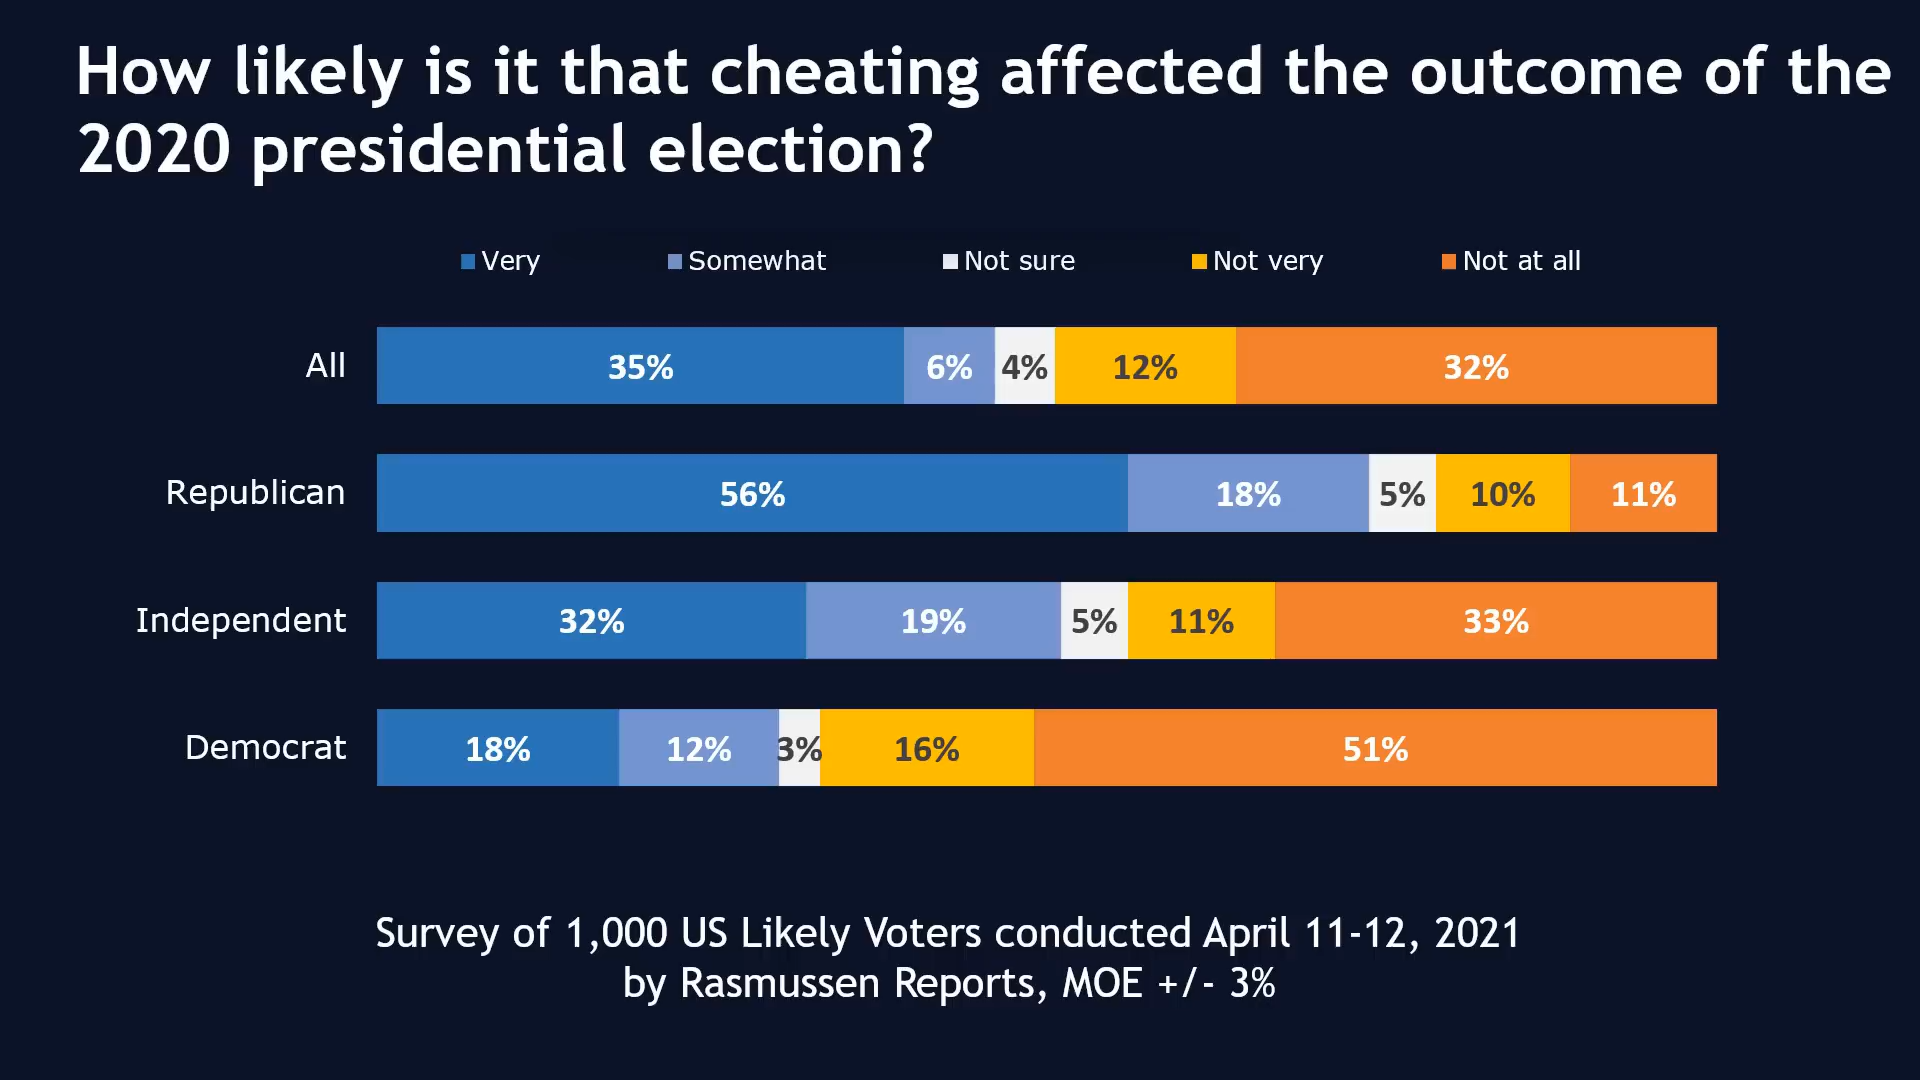 How likely is it that cheating affected the outcome of the
2020 presidential election?
Very Somewhat Not sure Not very Not at all
All 35% 6% 4% 12% 32%
Republican 56% 18% 5% 10% 11%
Independent 32% 19% 5% 11% 33%
Democrat 18% 12% 3% 16% 51%
Survey of 1,000 US Likely Voters conducted April 11-12, 2021
by Rasmussen Reports, MOE +/- 3%